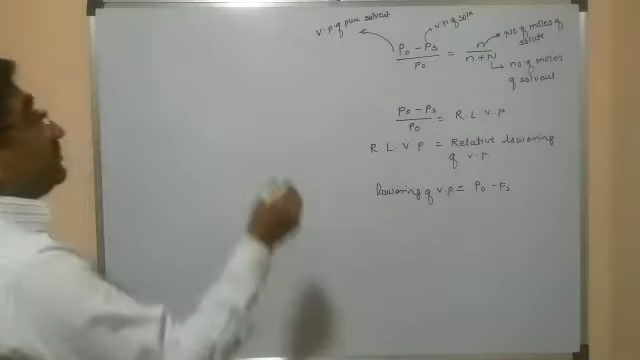 v.p of pure solvent
v.p of soln
P₀ - Ps / P₀ = n / n + N
No of moles of solute
no. of moles of solvent
P₀ - Ps / P₀ = R.L.V.P
R.L.V.P = Relative lowering
of v.p
lowering of v.p = P₀ - Ps